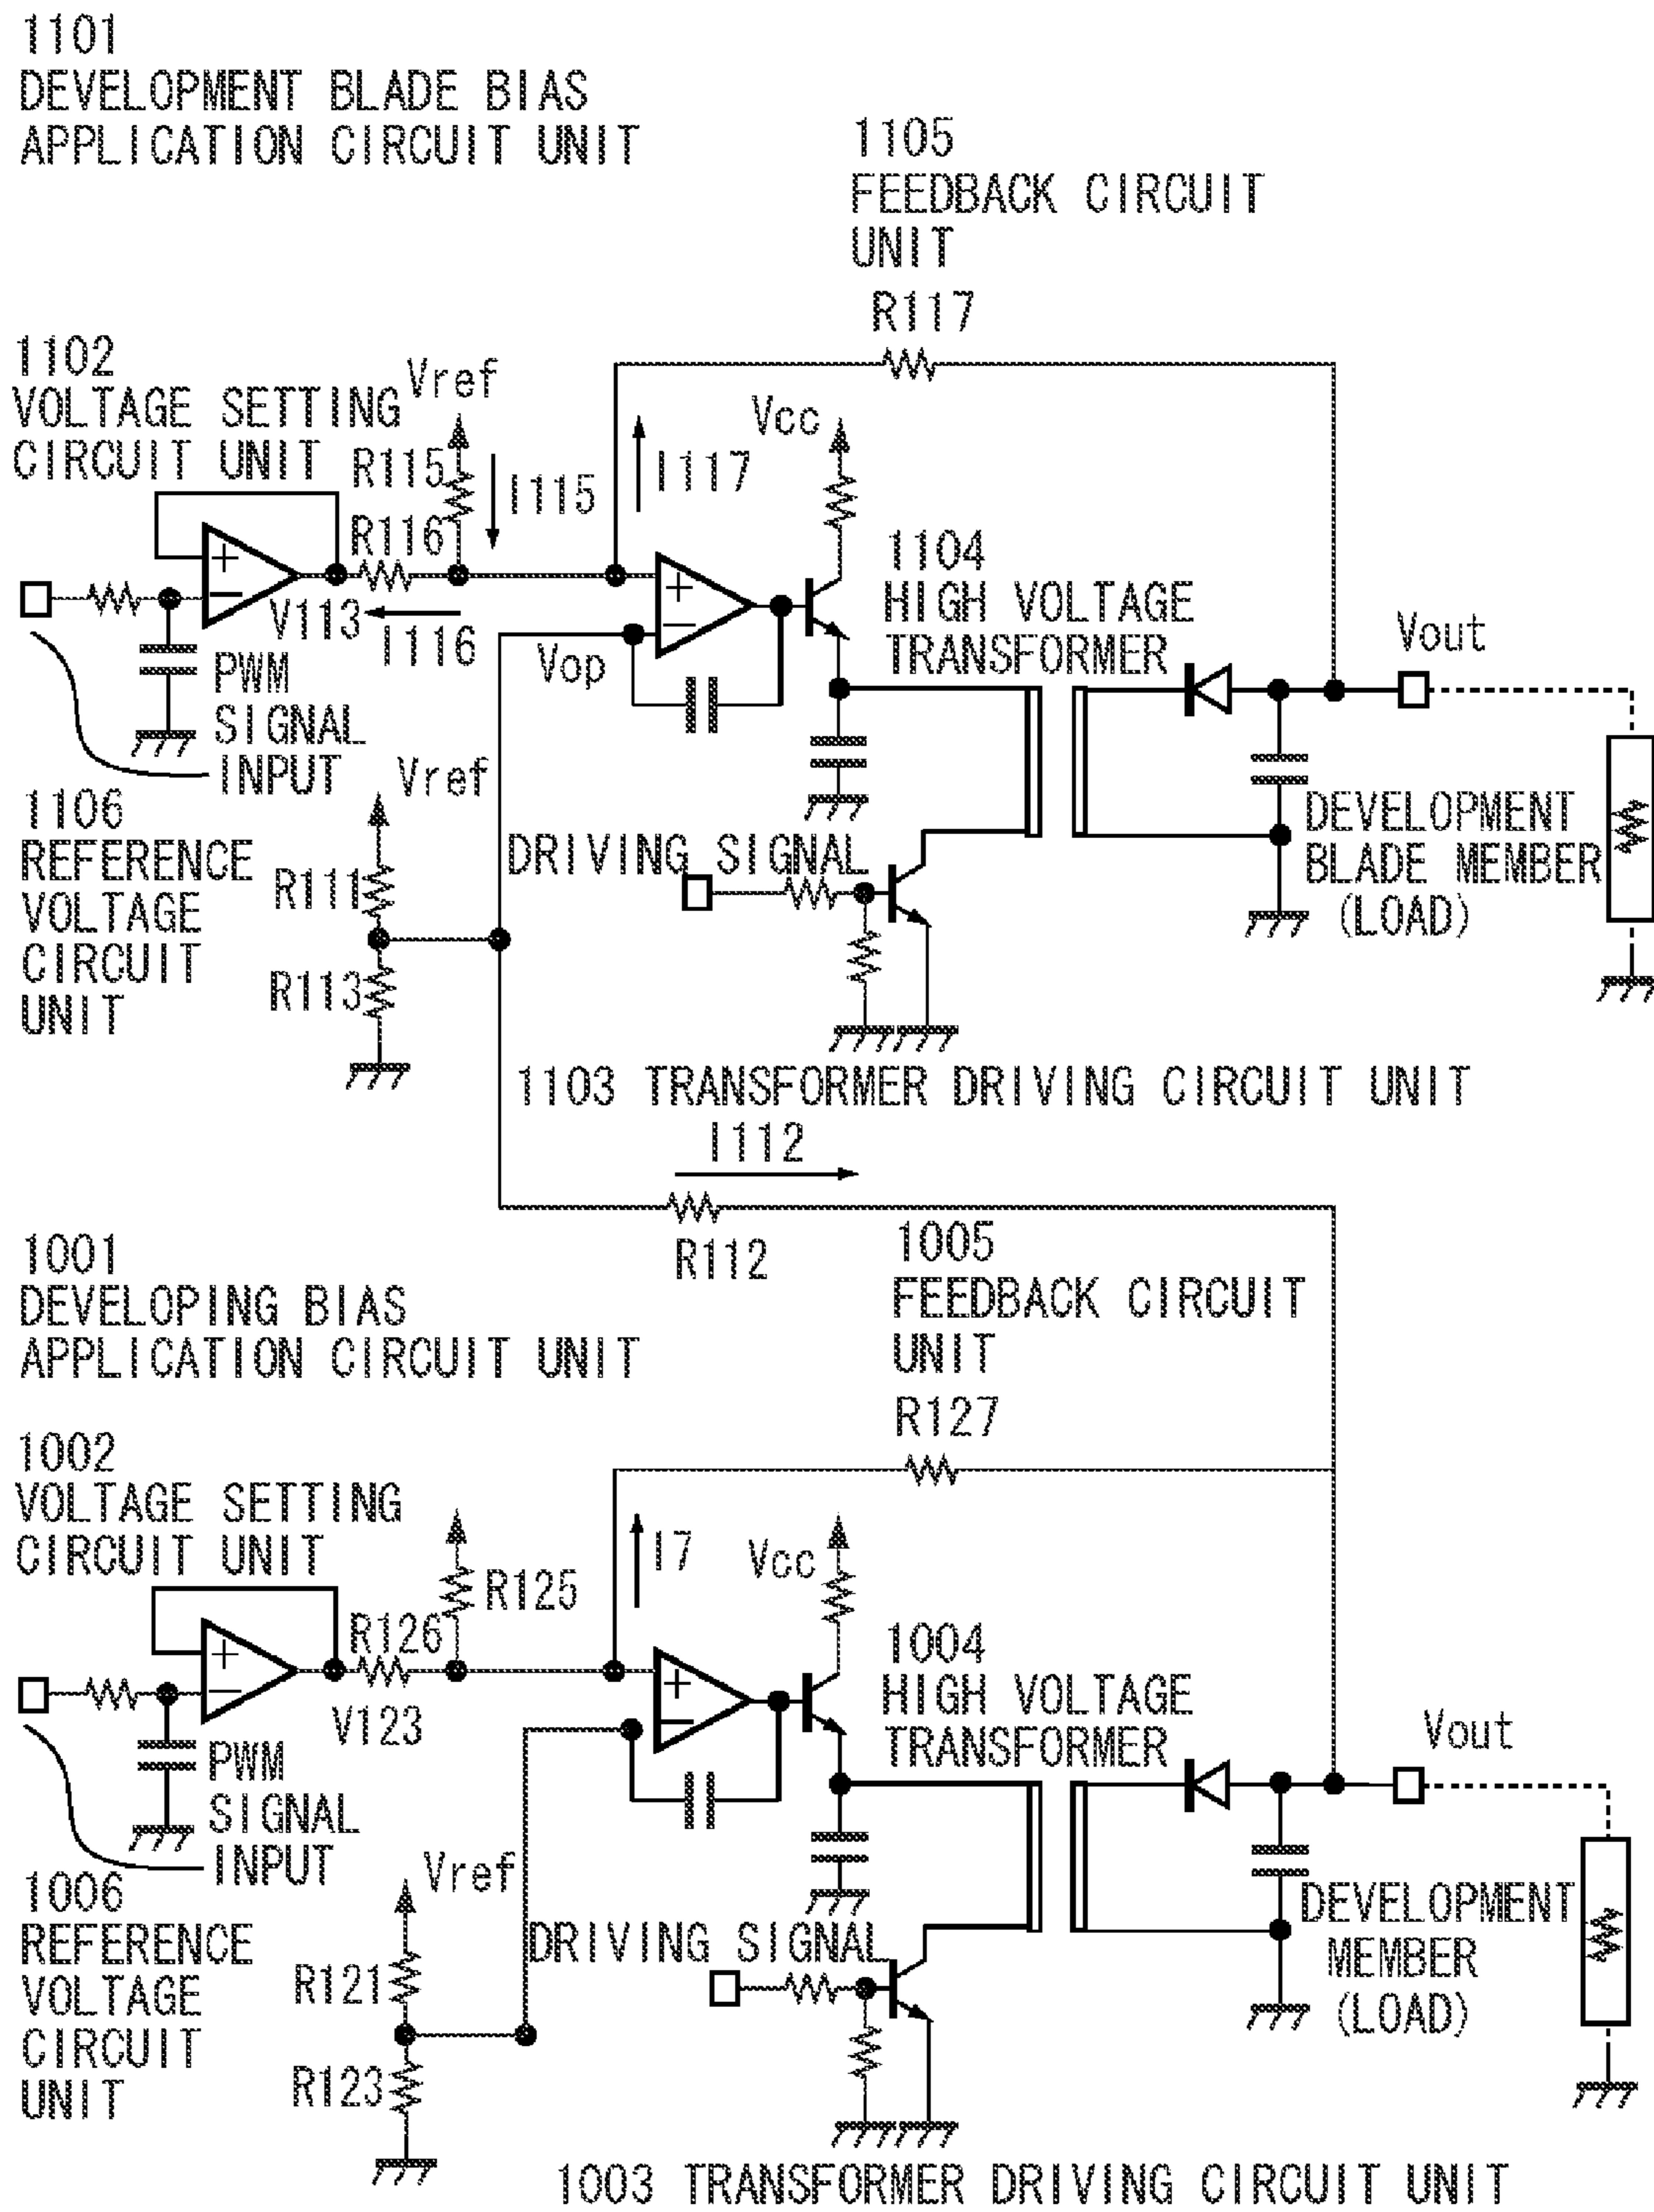 1101
DEVELOPMENT BLADE BIAS
APPLICATION CIRCUIT UNIT
1105
FEEDBACK CIRCUIT
UNIT
R117
1102
VOLTAGE SETTING
CIRCUIT UNIT
Vref
Vcc
R115
I115
I117
R116
+
−
V113
I116
+
−
Vop
1104
HIGH VOLTAGE
TRANSFORMER
Vout
PWM
SIGNAL
INPUT
Vref
1106
REFERENCE
VOLTAGE
CIRCUIT
UNIT
R111
R113
DRIVING SIGNAL
DEVELOPMENT
BLADE MEMBER
(LOAD)
1103 TRANSFORMER DRIVING CIRCUIT UNIT
I112
R112
1001
DEVELOPING BIAS
APPLICATION CIRCUIT UNIT
1005
FEEDBACK CIRCUIT
UNIT
R127
1002
VOLTAGE SETTING
CIRCUIT UNIT
I7
Vcc
R125
R126
+
−
V123
+
−
1004
HIGH VOLTAGE
TRANSFORMER
Vout
PWM
SIGNAL
INPUT
Vref
1006
REFERENCE
VOLTAGE
CIRCUIT
UNIT
R121
R123
DRIVING SIGNAL
DEVELOPMENT
MEMBER
(LOAD)
1003 TRANSFORMER DRIVING CIRCUIT UNIT